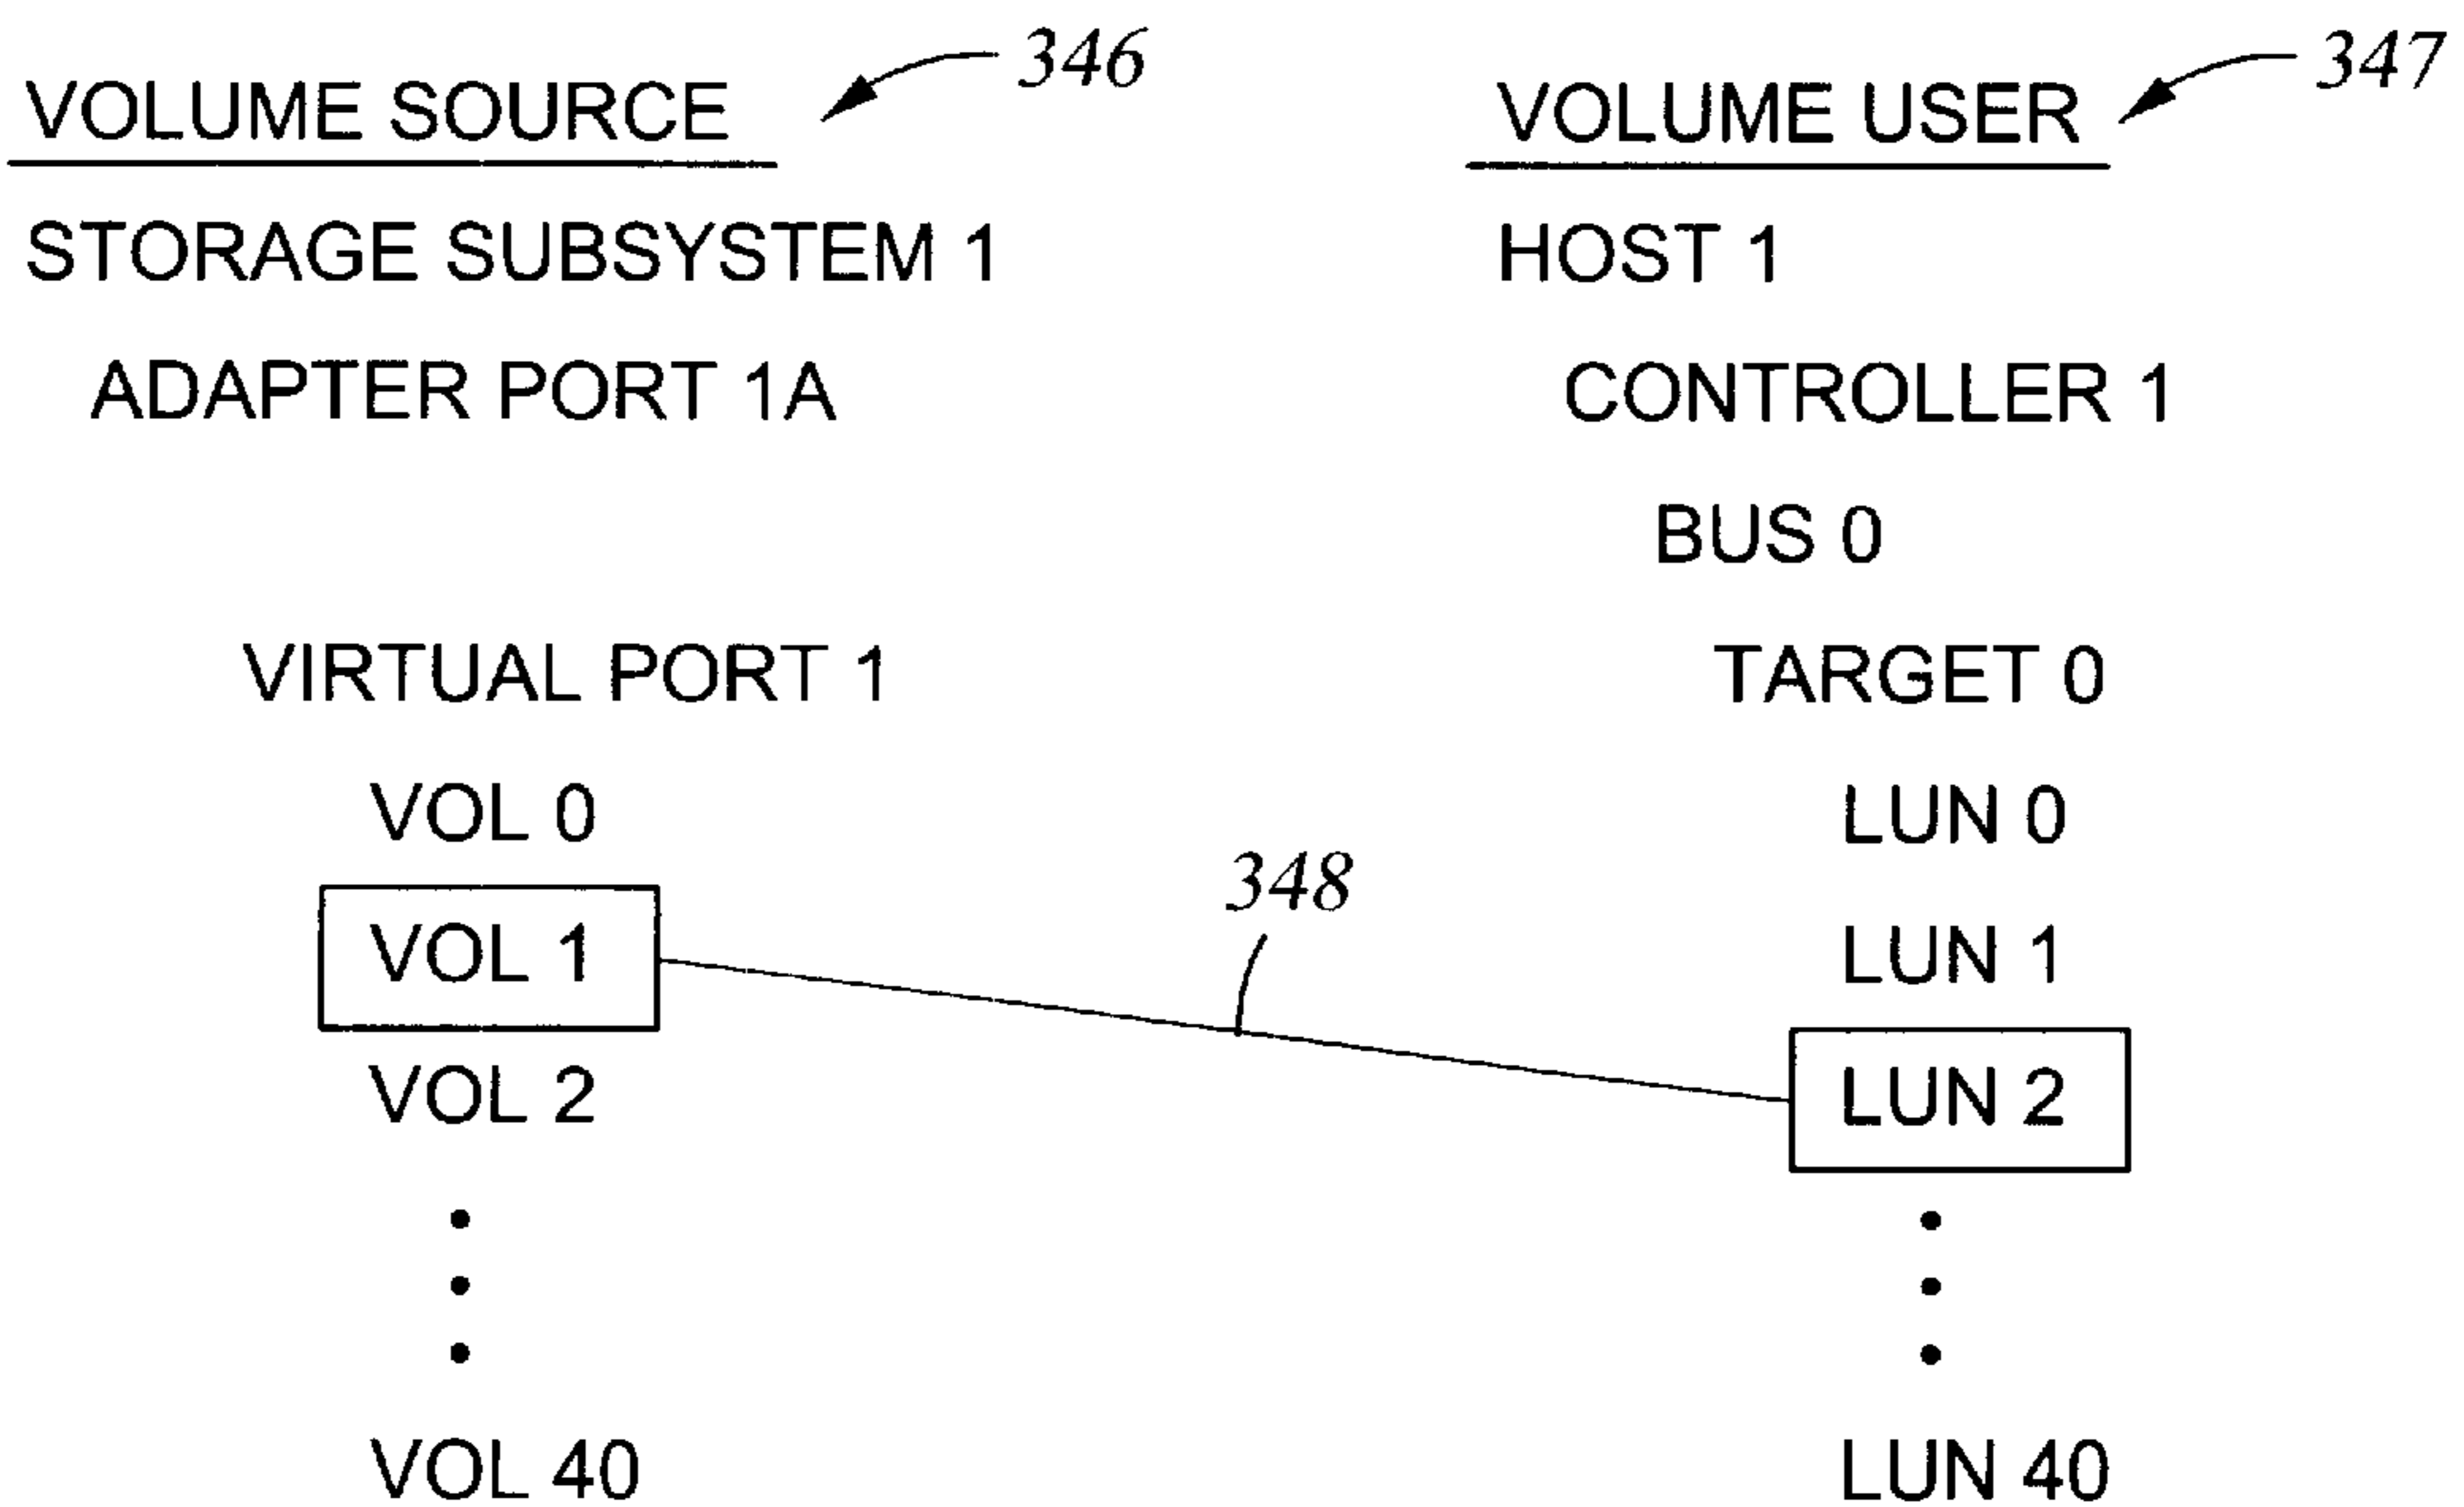 346
347
VOLUME SOURCE
VOLUME USER
STORAGE SUBSYSTEM 1
HOST 1
ADAPTER PORT 1A
CONTROLLER 1
BUS 0
VIRTUAL PORT 1
TARGET 0
VOL 0
LUN 0
348
VOL 1
LUN 1
VOL 2
LUN 2
VOL 40
LUN 40